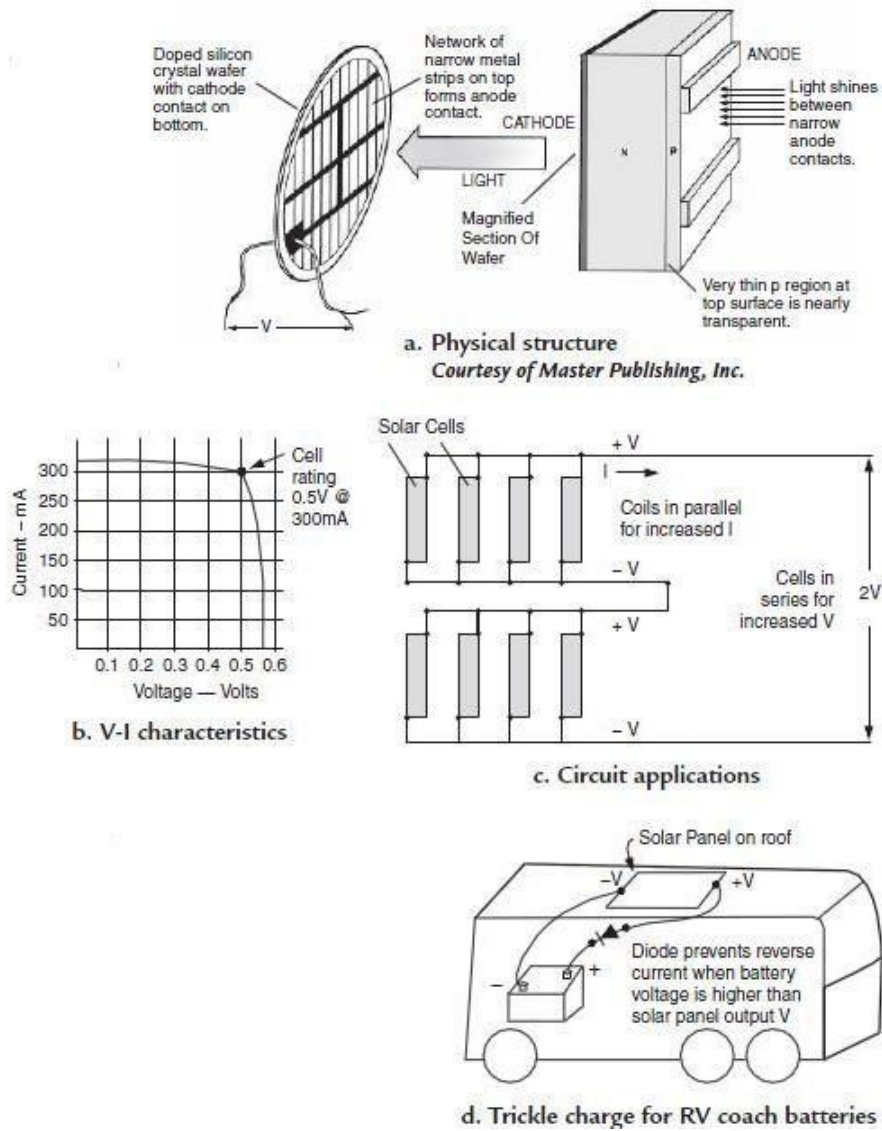 Doped silicon
crystal wafer
with cathode
contact on
bottom.
Network of
narrow metal
strips on top
forms anode
contact.
CATHODE
LIGHT
Magnified
Section Of
Wafer
N
P
ANODE
Light shines
between
narrow
anode
contacts.
Very thin p region at
top surface is nearly
transparent.
V
a. Physical structure
Courtesy of Master Publishing, Inc.
Current – mA
300
250
200
150
100
50
0.1 0.2 0.3 0.4 0.5 0.6
Voltage — Volts
Cell
rating
0.5V @
300mA
b. V-I characteristics
Solar Cells
+ V
I
Coils in parallel
for increased I
– V
Cells in
series for
increased V
2V
+ V
– V
c. Circuit applications
Solar Panel on roof
–V
+V
Diode prevents reverse
current when battery
voltage is higher than
solar panel output V
–
+
d. Trickle charge for RV coach batteries